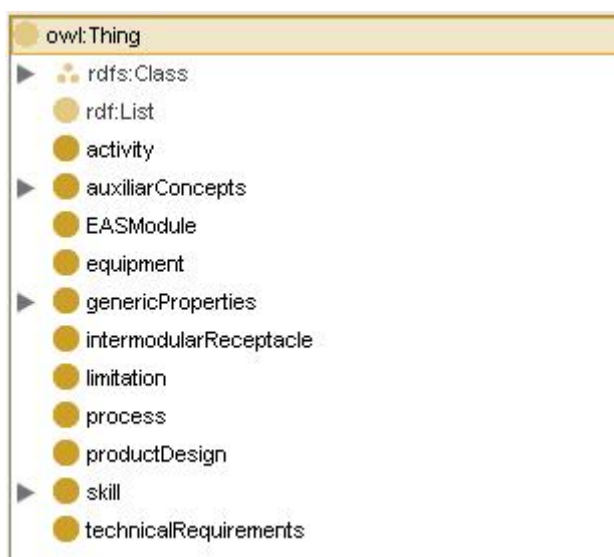 owl:Thing
rdfs:Class
rdf:List
activity
auxiliarConcepts
EASModule
equipment
genericProperties
intermodularReceptacle
limitation
process
productDesign
skill
technicalRequirements